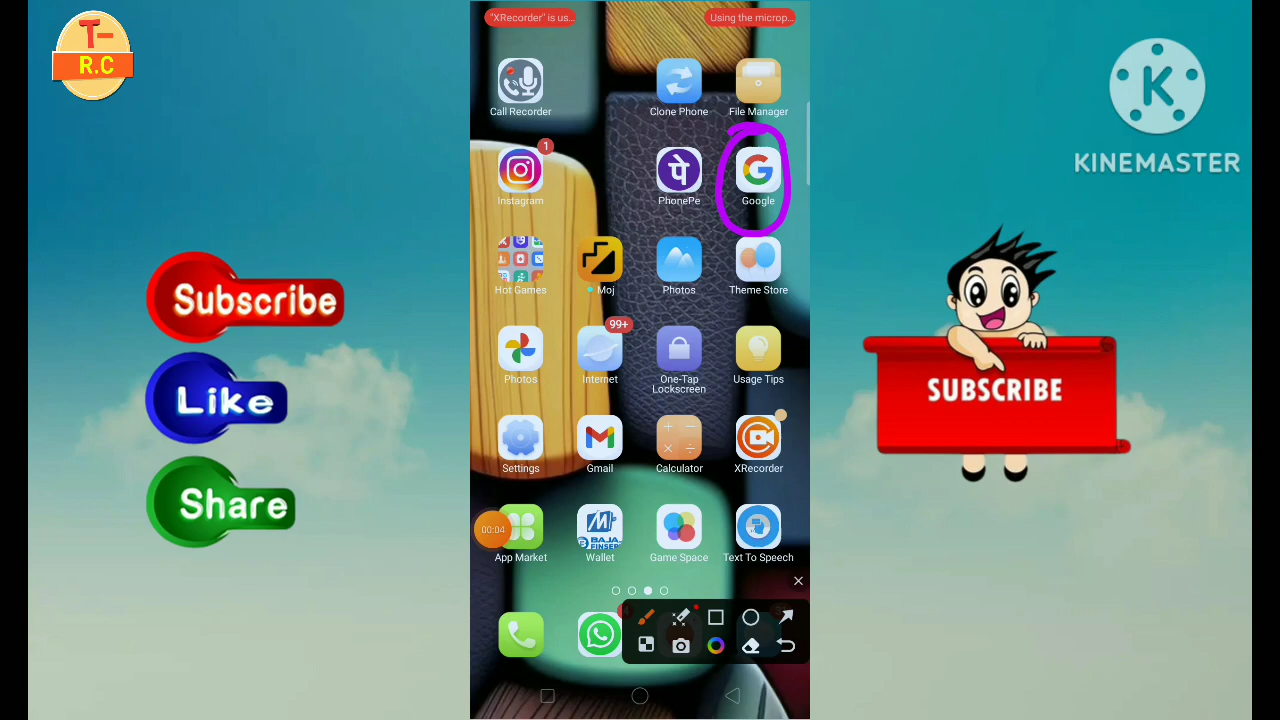 T-
R.C
"XRecorder" is us...
Using the microp...
Call Recorder
Clone Phone
File Manager
K
KINEMASTER
1
पे
G
Instagram
PhonePe
Google
Hot Games
Moj
Photos
Theme Store
Subscribe
99+
Photos
Internet
One-Tap
Lockscreen
Usage Tips
Like
SUBSCRIBE
Settings
Gmail
Calculator
XRecorder
Share
00:04
App Market
Wallet
Game Space
Text To Speech